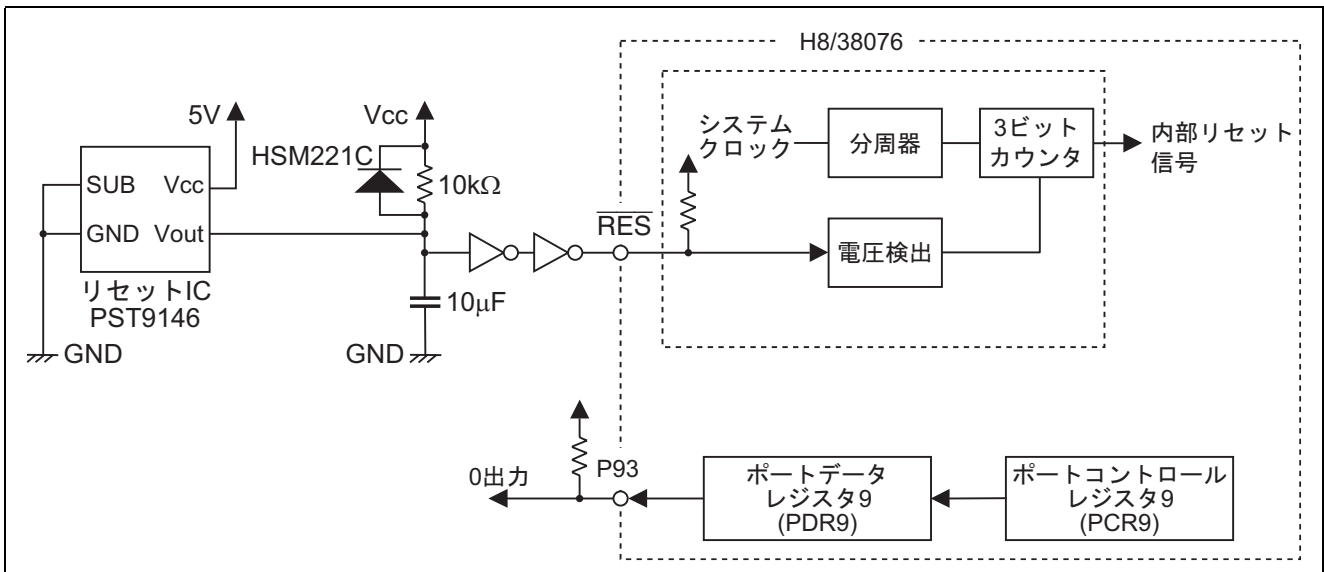 H8/38076
5V
Vcc
HSM221C
SUB Vcc
GND Vout
リセットIC
PST9146
GND
10kΩ
10μF
GND
RES
システム
クロック
分周器
3ビット
カウンタ
内部リセット
信号
電圧検出
0出力
P93
ポートデータ
レジスタ9
(PDR9)
ポートコントロール
レジスタ9
(PCR9)